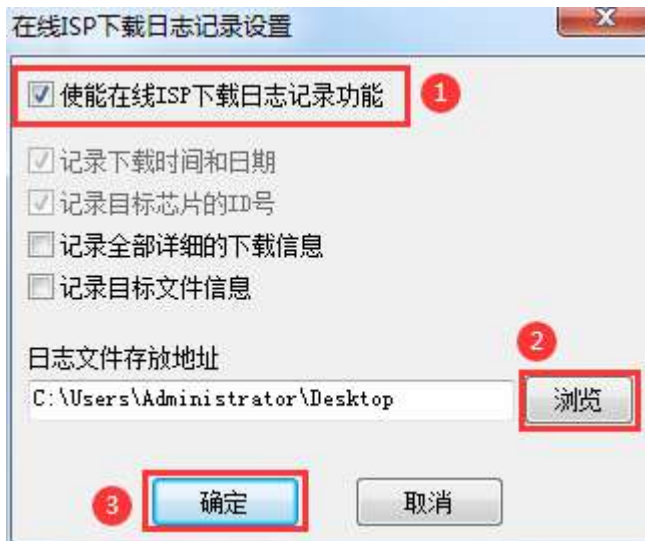 在线ISP下载日志记录设置
使能在线ISP下载日志记录功能
1
记录下载时间和日期
记录目标芯片的ID号
记录全部详细的下载信息
记录目标文件信息
日志文件存放地址
2
C:\Users\Administrator\Desktop
浏览
3
确定
取消